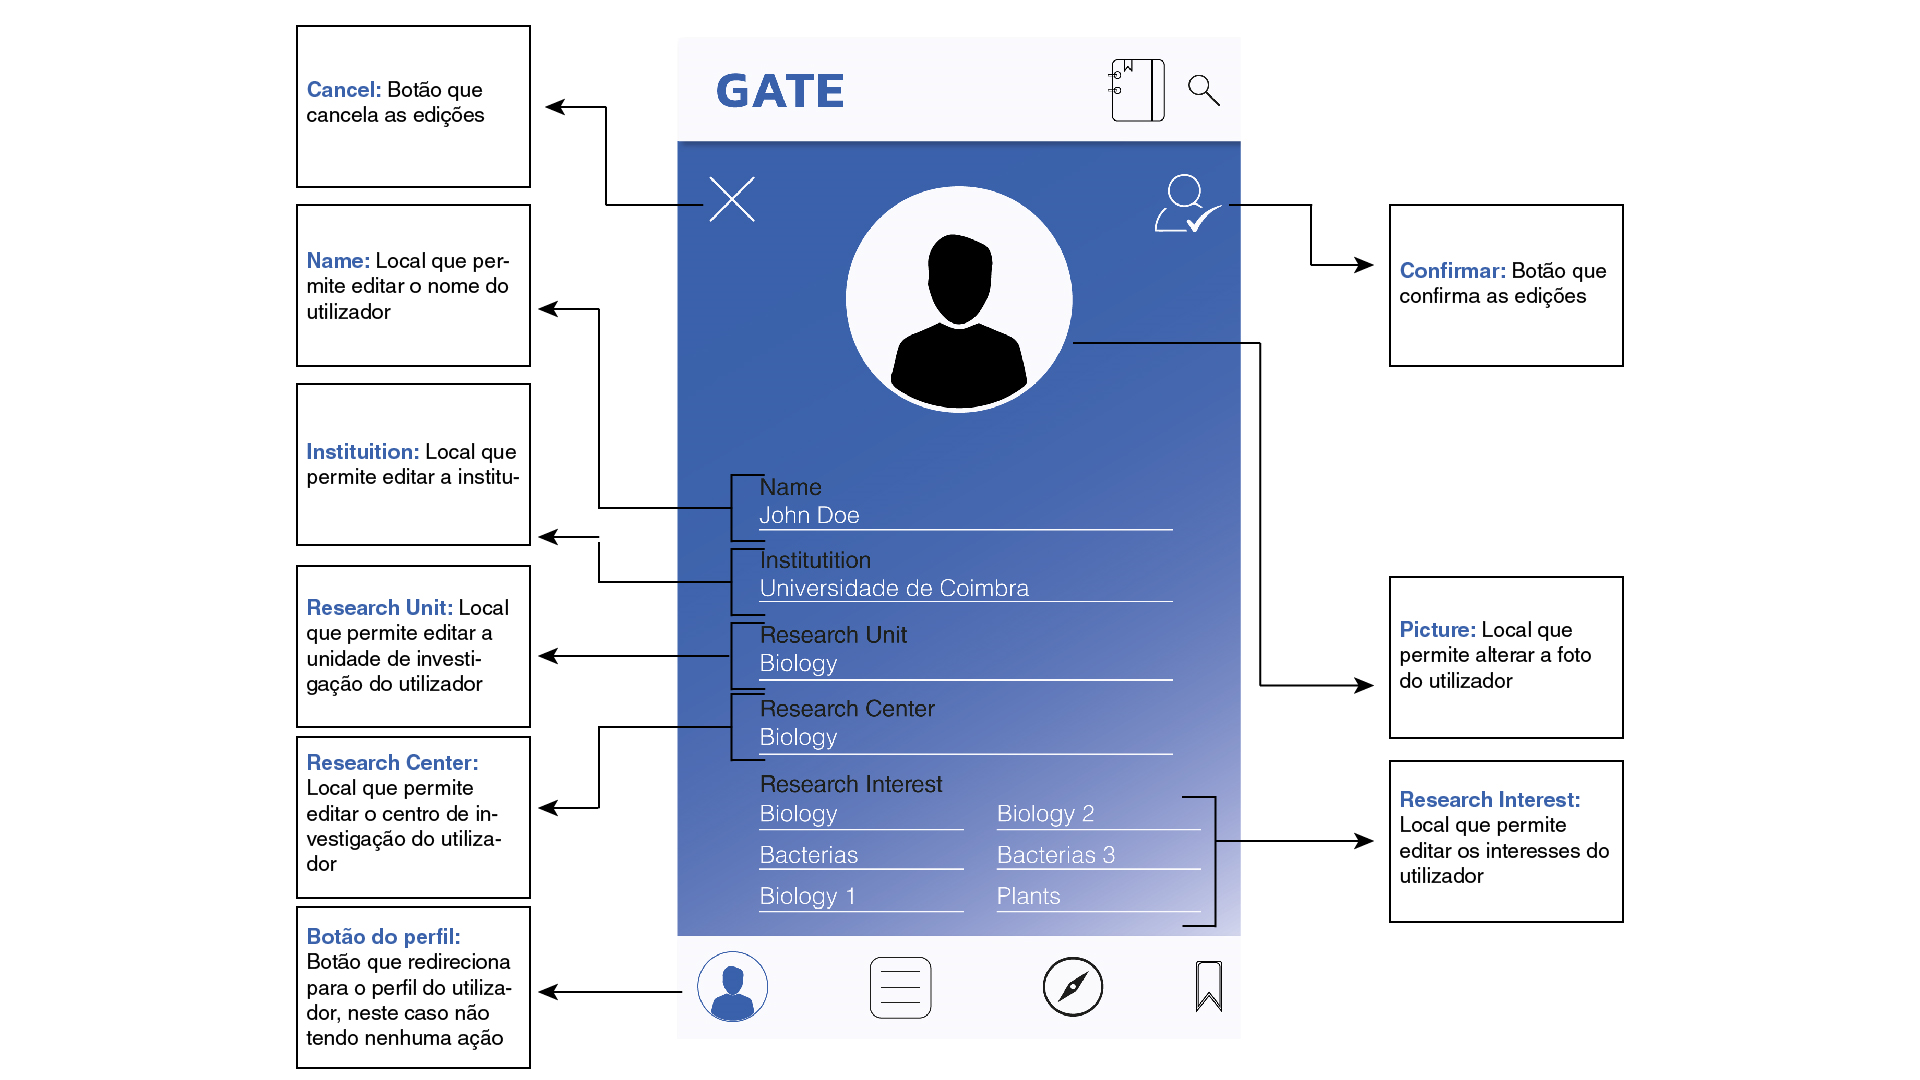 Cancel: Botão que
cancela as edições
Name: Local que per-
mite editar o nome do
utilizador
Instituition: Local que
permite editar a institu-
Research Unit: Local
que permite editar a
unidade de investi-
gação do utilizador
Research Center:
Local que permite
editar o centro de in-
vestigação do utiliza-
dor
Botão do perfil:
Botão que redireciona
para o perfil do utiliza-
dor, neste caso não
tendo nenhuma ação
GATE
Name
John Doe
Institutition
Universidade de Coimbra
Research Unit
Biology
Research Center
Biology
Research Interest
Biology
Biology 2
Bacterias
Bacterias 3
Biology 1
Plants
Confirmar: Botão que
confirma as edições
Picture: Local que
permite alterar a foto
do utilizador
Research Interest:
Local que permite
editar os interesses do
utilizador